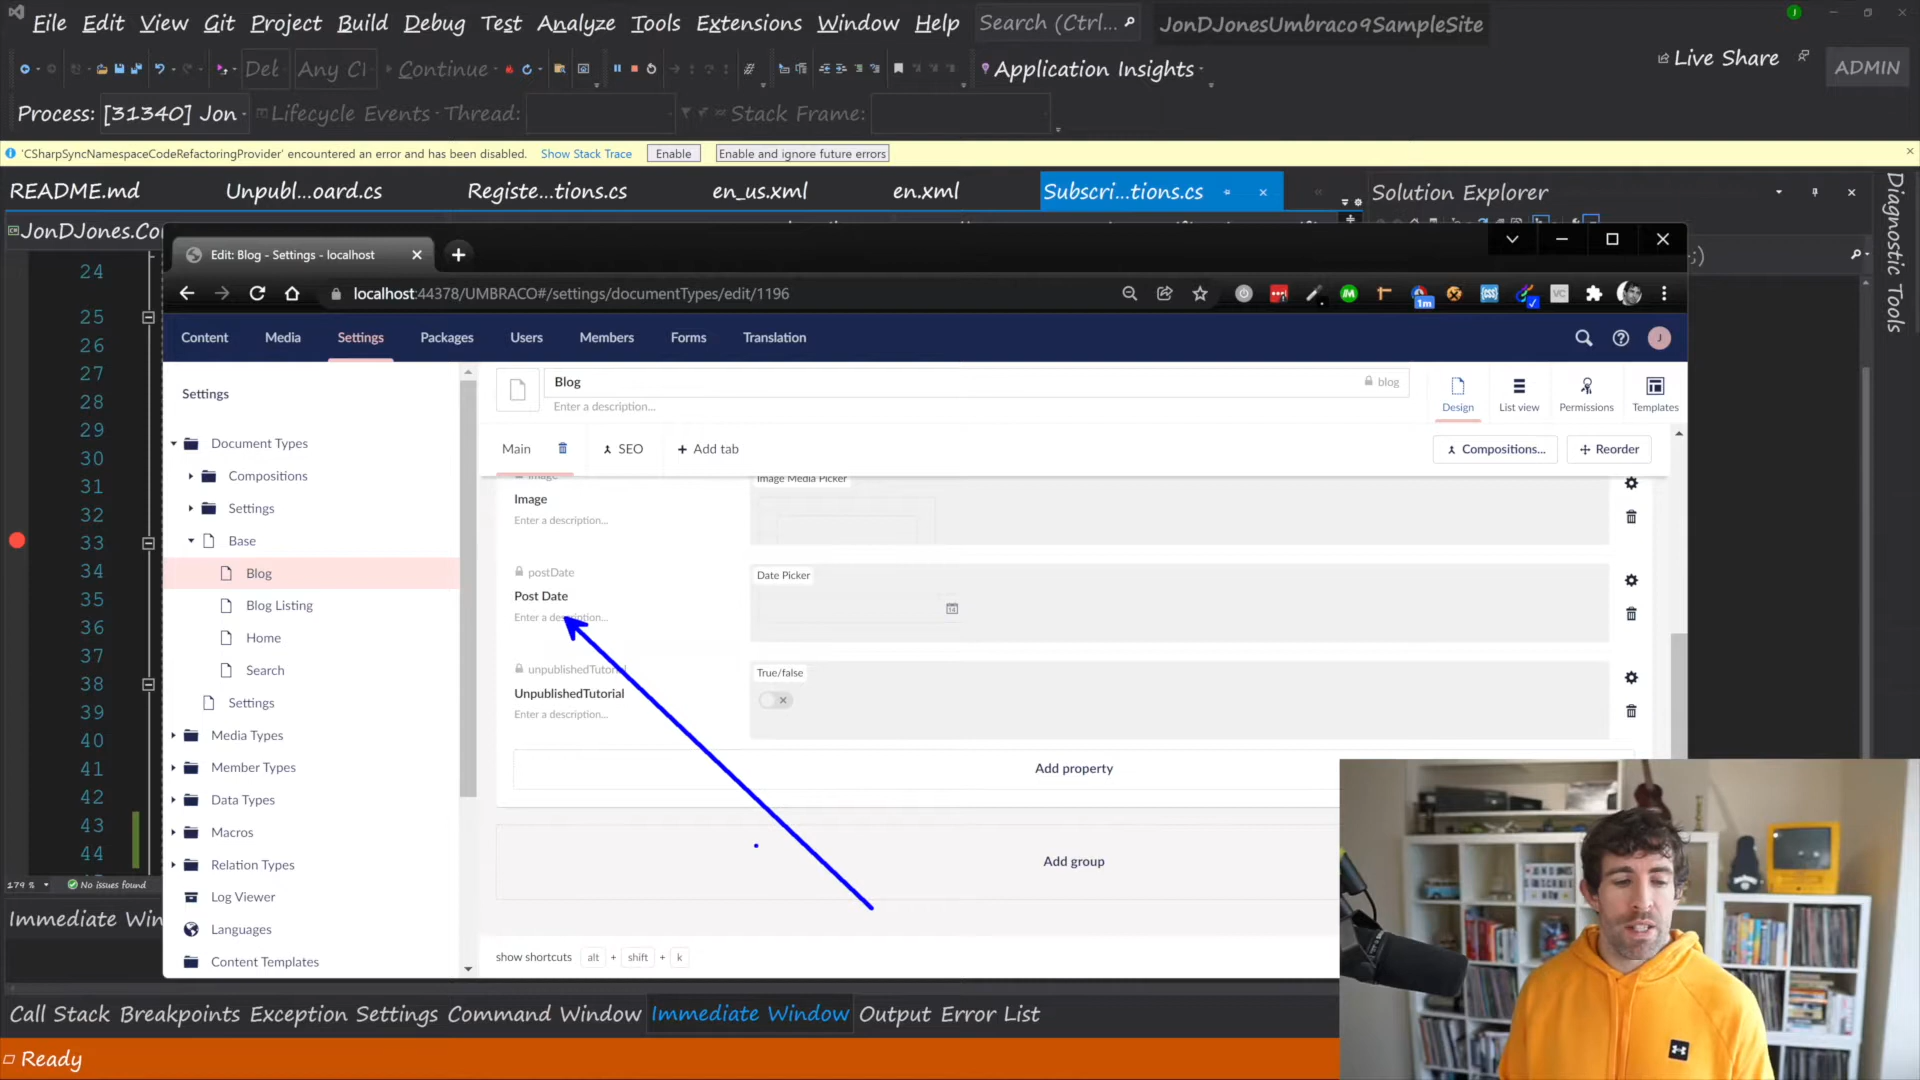 File Edit View Git Project Build Debug Test Analyze Tools Extensions Window Help Search (Ctrl... JonDJonesUmbraco9SampleSite
Det Any CI Continue Application Insights Live Share ADMIN
Process: [31340] Jon Lifecycle Events Thread: Stack Frame:
'CSharpSyncNamespaceCodeRefactoringProvider' encountered an error and has been disabled. Show Stack Trace Enable Enable and ignore future errors
README.md Unpubl...oard.cs Registe...tions.cs en_us.xml en.xml Subscri...tions.cs Solution Explorer
Diagnostic Tools
JonDJones.Co
24
25
26
27
28
29
30
31
32
33
34
35
36
37
38
39
40
41
42
43
44
Edit: Blog - Settings - localhost
localhost:44378/UMBRACO#/settings/documentTypes/edit/1196
1m
Content Media Settings Packages Users Members Forms Translation J
Settings
Document Types
Compositions
Settings
Base
Blog
Blog Listing
Home
Search
Settings
Media Types
Member Types
Data Types
Macros
Relation Types
Log Viewer
Languages
Content Templates
Blog blog
Enter a description...
Design List view Permissions Templates
Main SEO Add tab Compositions... Reorder
image Image Media Picker
Image
Enter a description...
postDate Date Picker
Post Date
Enter a description...
unpublishedTutorial True/false
UnpublishedTutorial
Enter a description...
Add property
Add group
show shortcuts alt + shift + k
179 % No issues found
Immediate Win
Call Stack Breakpoints Exception Settings Command Window Immediate Window Output Error List
Ready